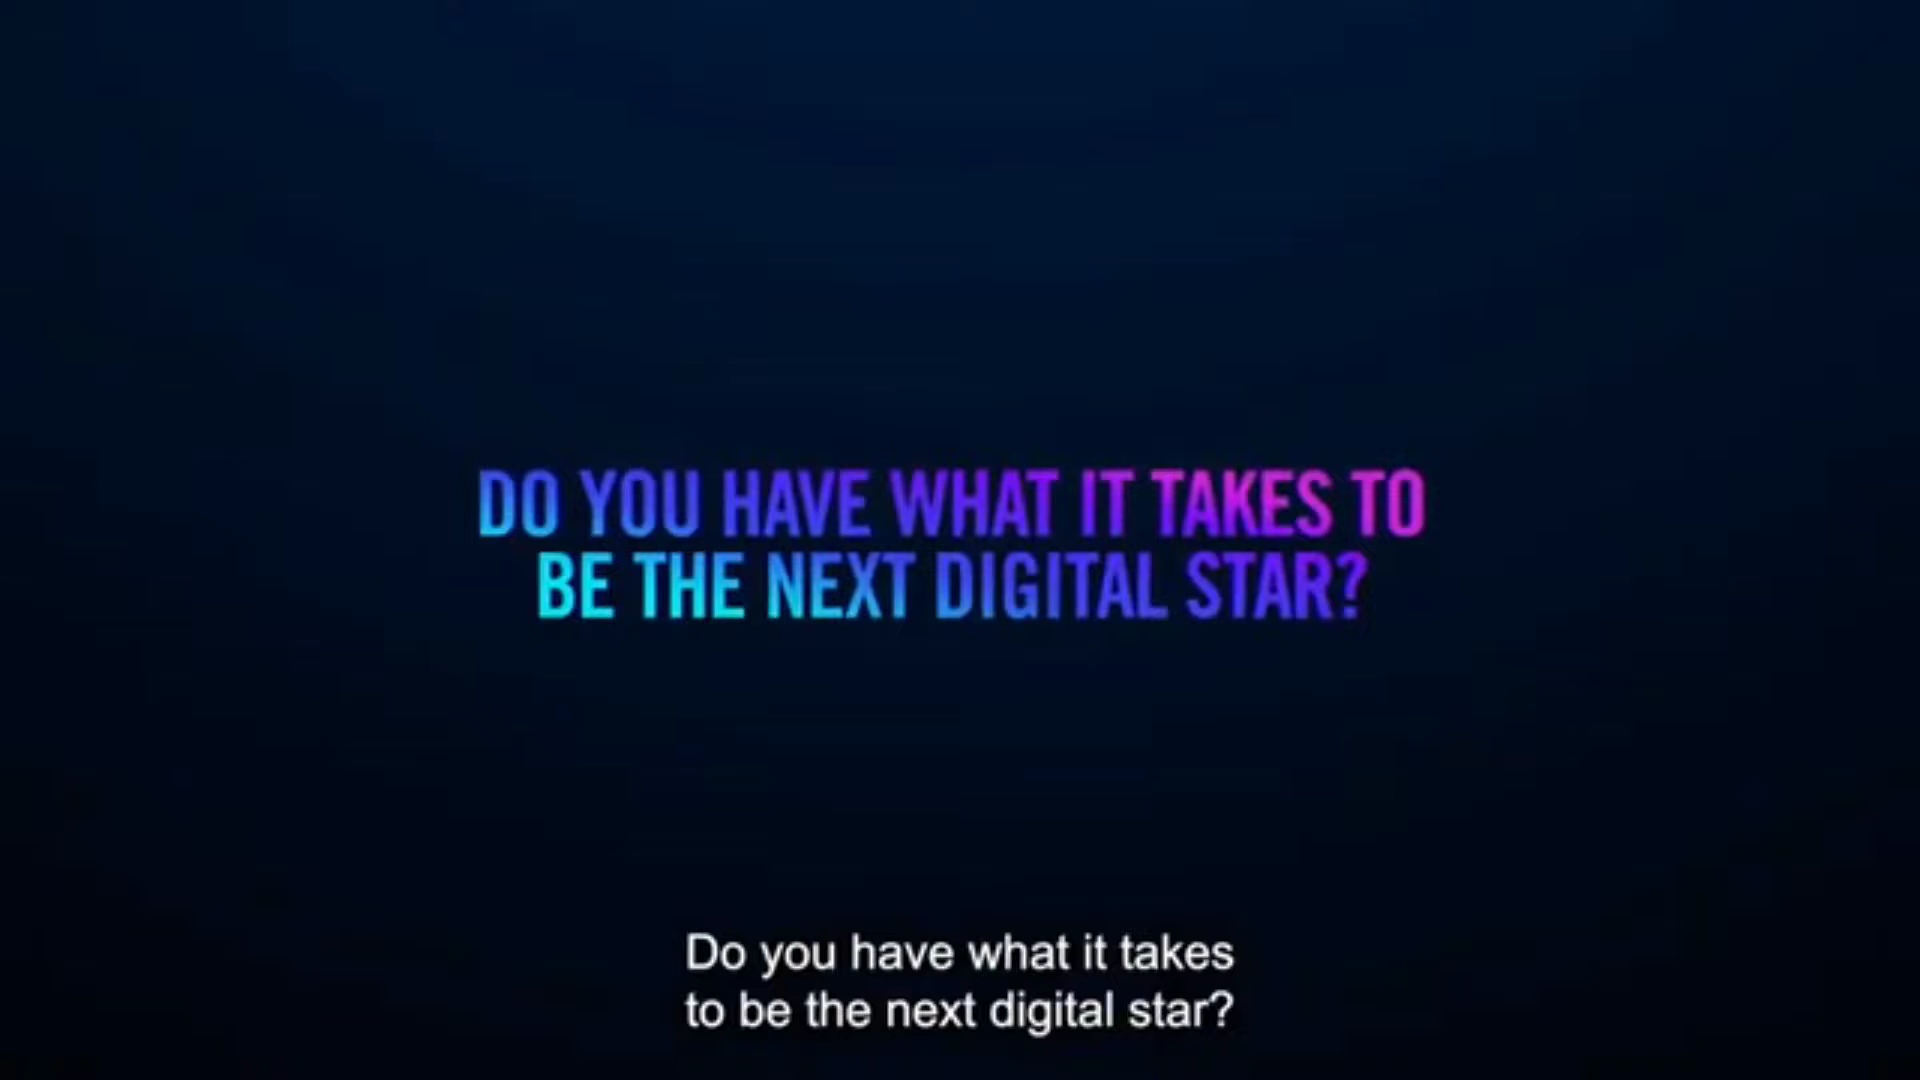 DO YOU HAVE WHAT IT TAKES TO
BE THE NEXT DIGITAL STAR?
Do you have what it takes
to be the next digital star?